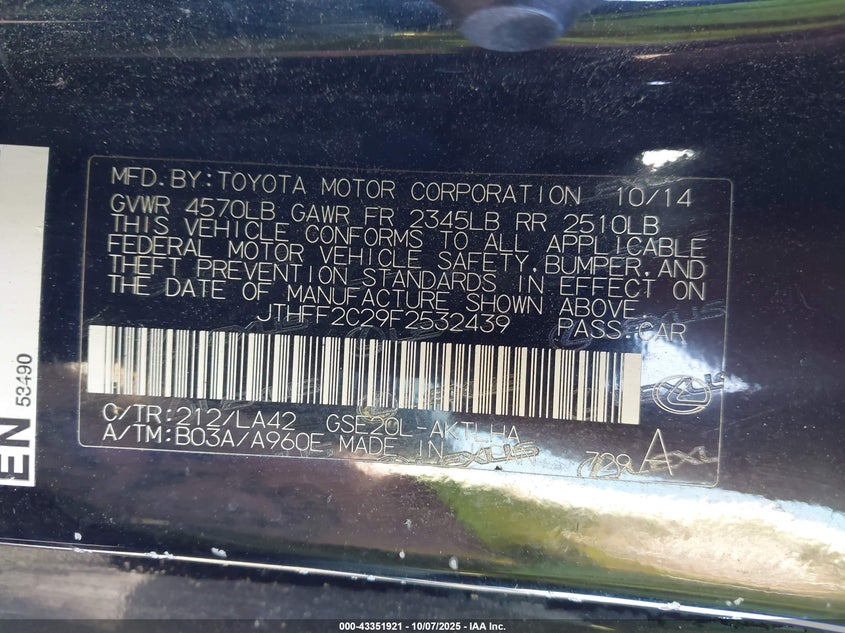 MFD.BY:TOYOTA MOTOR CORPORATION 10/14
GVWR 4570LB GAWR FR 2345LB RR 2510LB
THIS VEHICLE CONFORMS TO ALL APPLICABLE
FEDERAL MOTOR VEHICLE SAFETY,BUMPER,AND
THEFT PREVENTION STANDARDS IN EFFECT ON
THE DATE OF MANUFACTURE SHOWN ABOVE.
JTHFF2C29F2532439 PASS.CAR
C/TR:212/LA42 GSE20L-AKTLHA
A/TM:B03A/A960E MADE IN
729 A
EN
53490
000-43351921 - 10/07/2025 - IAA Inc.